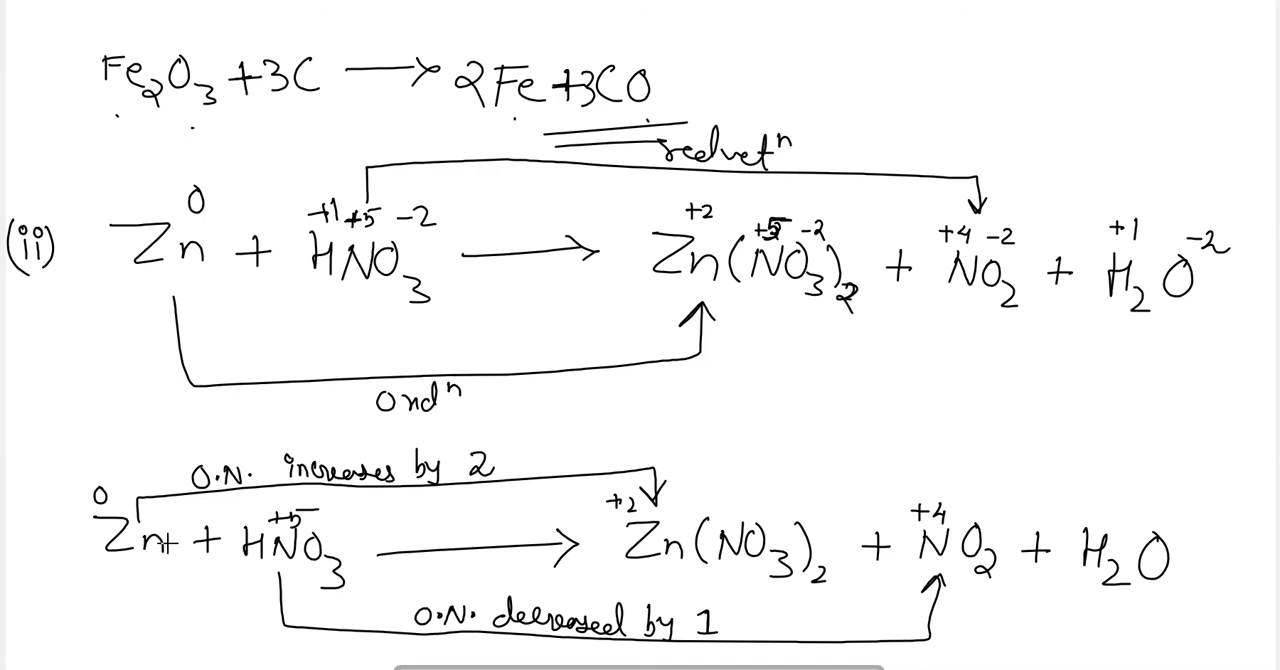 Fe₂O₃ + 3C → 2Fe + 3CO
reduct^n
0 +1 +5 -2 +2 +5 -2 +4 -2 +1 -2
(ii) Zn + HNO₃ → Zn(NO₃)₂ + NO₂ + H₂O
oxd^n
O.N. increases by 2
0 +5 +2 +4
Zn + HNO₃ → Zn(NO₃)₂ + NO₂ + H₂O
O.N. decreased by 1